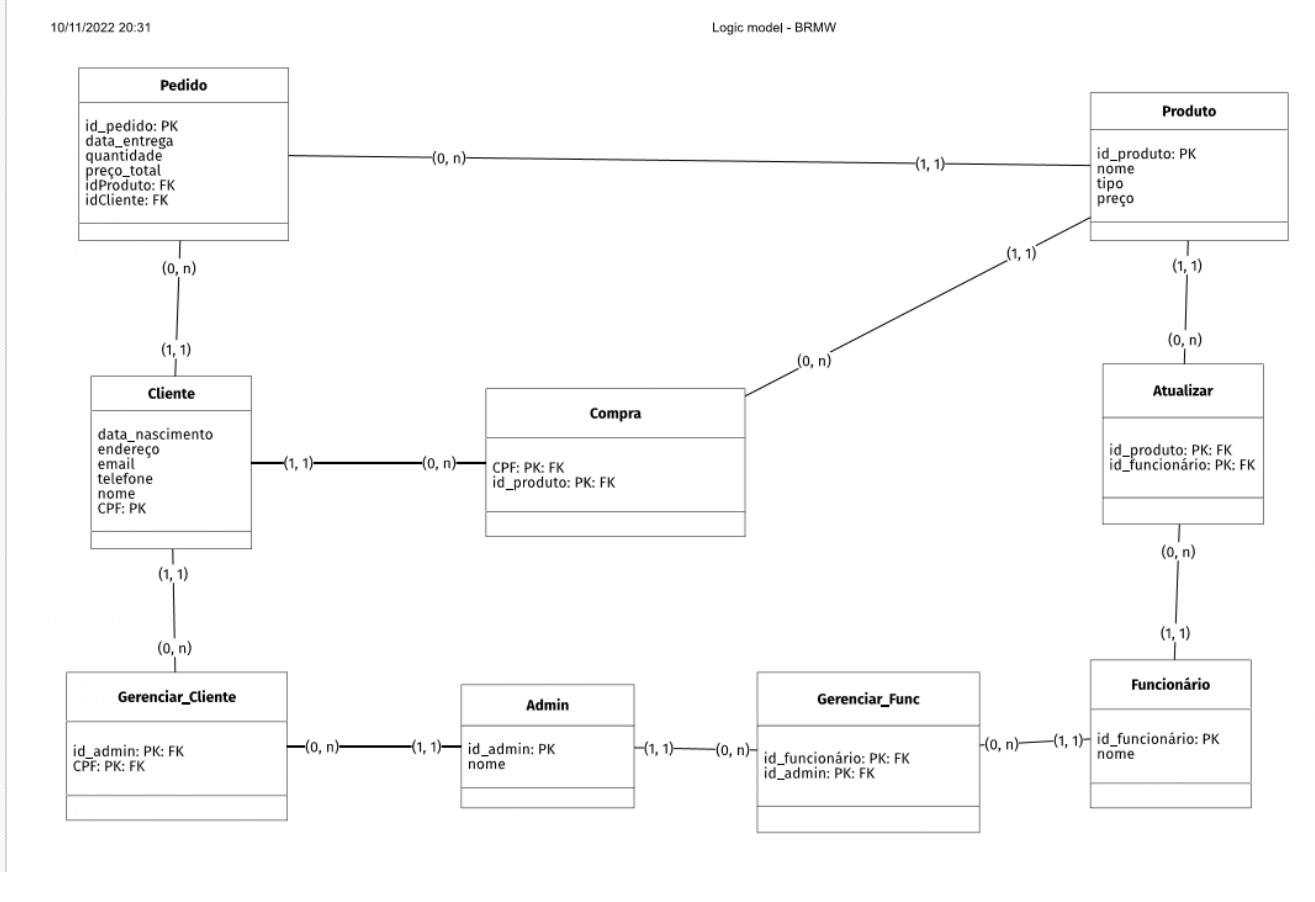 10/11/2022 20:31
Logic model - BRMW
Pedido
id_pedido: PK
data_entrega
quantidade
preço_total
idProduto: FK
idCliente: FK
(0, n)
(1, 1)
Produto
id_produto: PK
nome
tipo
preço
(0, n)
(1, 1)
(1, 1)
(0, n)
(1, 1)
(0, n)
Cliente
data_nascimento
endereço
email
telefone
nome
CPF: PK
(1, 1)
(0, n)
Compra
CPF: PK: FK
id_produto: PK: FK
Atualizar
id_produto: PK: FK
id_funcionário: PK: FK
(1, 1)
(0, n)
(0, n)
(1, 1)
Gerenciar_Cliente
id_admin: PK: FK
CPF: PK: FK
(0, n)
(1, 1)
Admin
id_admin: PK
nome
(1, 1)
(0, n)
Gerenciar_Func
id_funcionário: PK: FK
id_admin: PK: FK
(0, n)
(1, 1)
Funcionário
id_funcionário: PK
nome